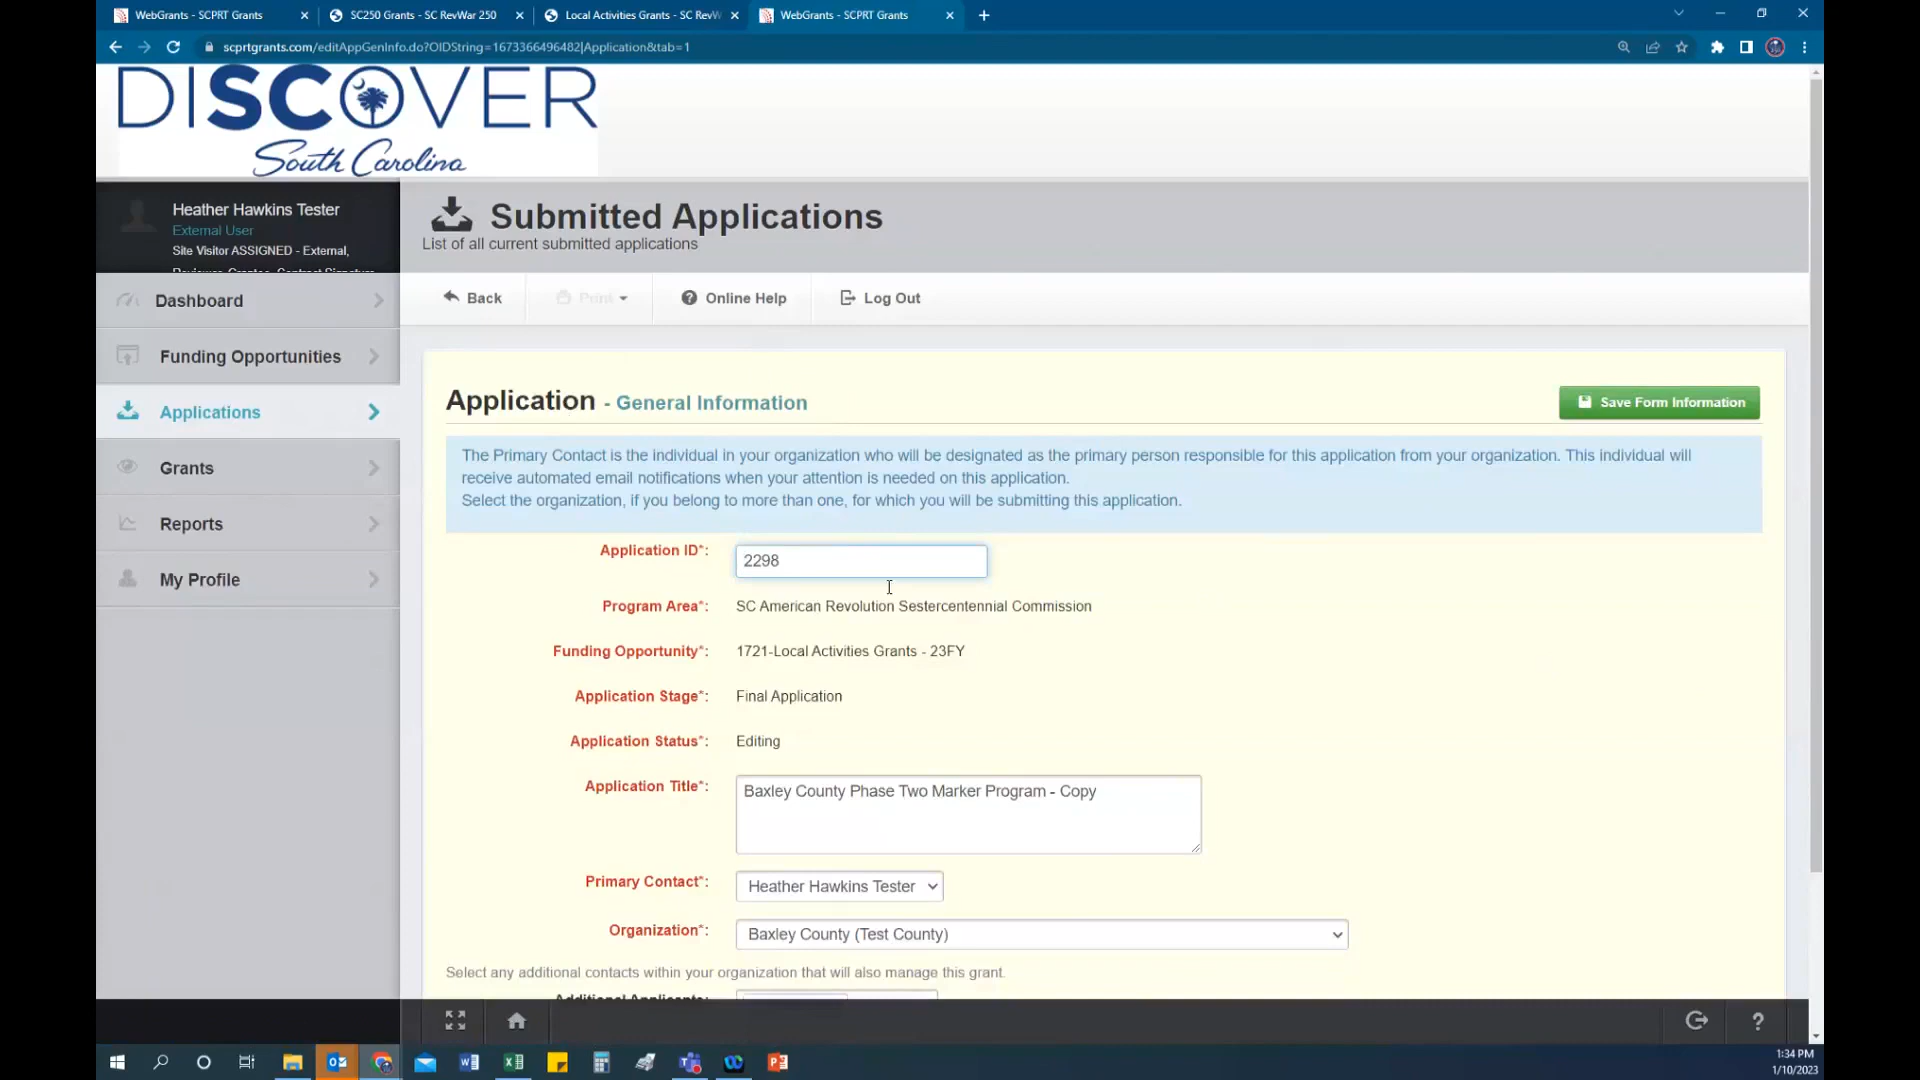 WebGrants - SCPRT Grants
SC250 Grants - SC RevWar 250
Local Activities Grants - SC RevW
WebGrants - SCPRT Grants
scprtgrants.com/editAppGenInfo.do?OIDString=1673366496482|Application&tab=1
DISCOVER
South Carolina
Heather Hawkins Tester
External User
Site Visitor ASSIGNED - External,
Submitted Applications
List of all current submitted applications
Back
Print
Online Help
Log Out
Dashboard
Funding Opportunities
Applications
Grants
Reports
My Profile
Application - General Information
Save Form Information
The Primary Contact is the individual in your organization who will be designated as the primary person responsible for this application from your organization. This individual will
receive automated email notifications when your attention is needed on this application.
Select the organization, if you belong to more than one, for which you will be submitting this application.
Application ID*: 2298
Program Area*: SC American Revolution Sestercentennial Commission
Funding Opportunity*: 1721-Local Activities Grants - 23FY
Application Stage*: Final Application
Application Status*: Editing
Application Title*: Baxley County Phase Two Marker Program - Copy
Primary Contact*: Heather Hawkins Tester
Organization*: Baxley County (Test County)
Select any additional contacts within your organization that will also manage this grant.
Additional Applicants:
1:34 PM
1/10/2023